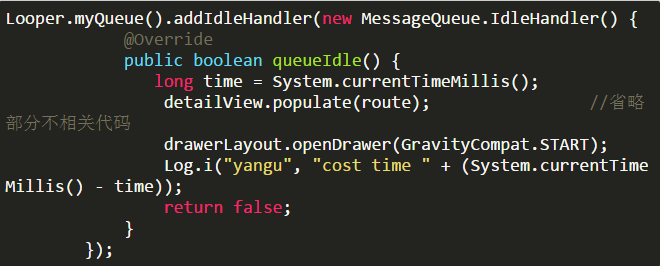 Looper.myQueue().addIdleHandler(new MessageQueue.IdleHandler() {
@Override
public boolean queueIdle() {
long time = System.currentTimeMillis();
detailView.populate(route); //省略
部分不相关代码
drawerLayout.openDrawer(GravityCompat.START);
Log.i("yangu", "cost time " + (System.currentTime
Millis() - time));
return false;
}
});